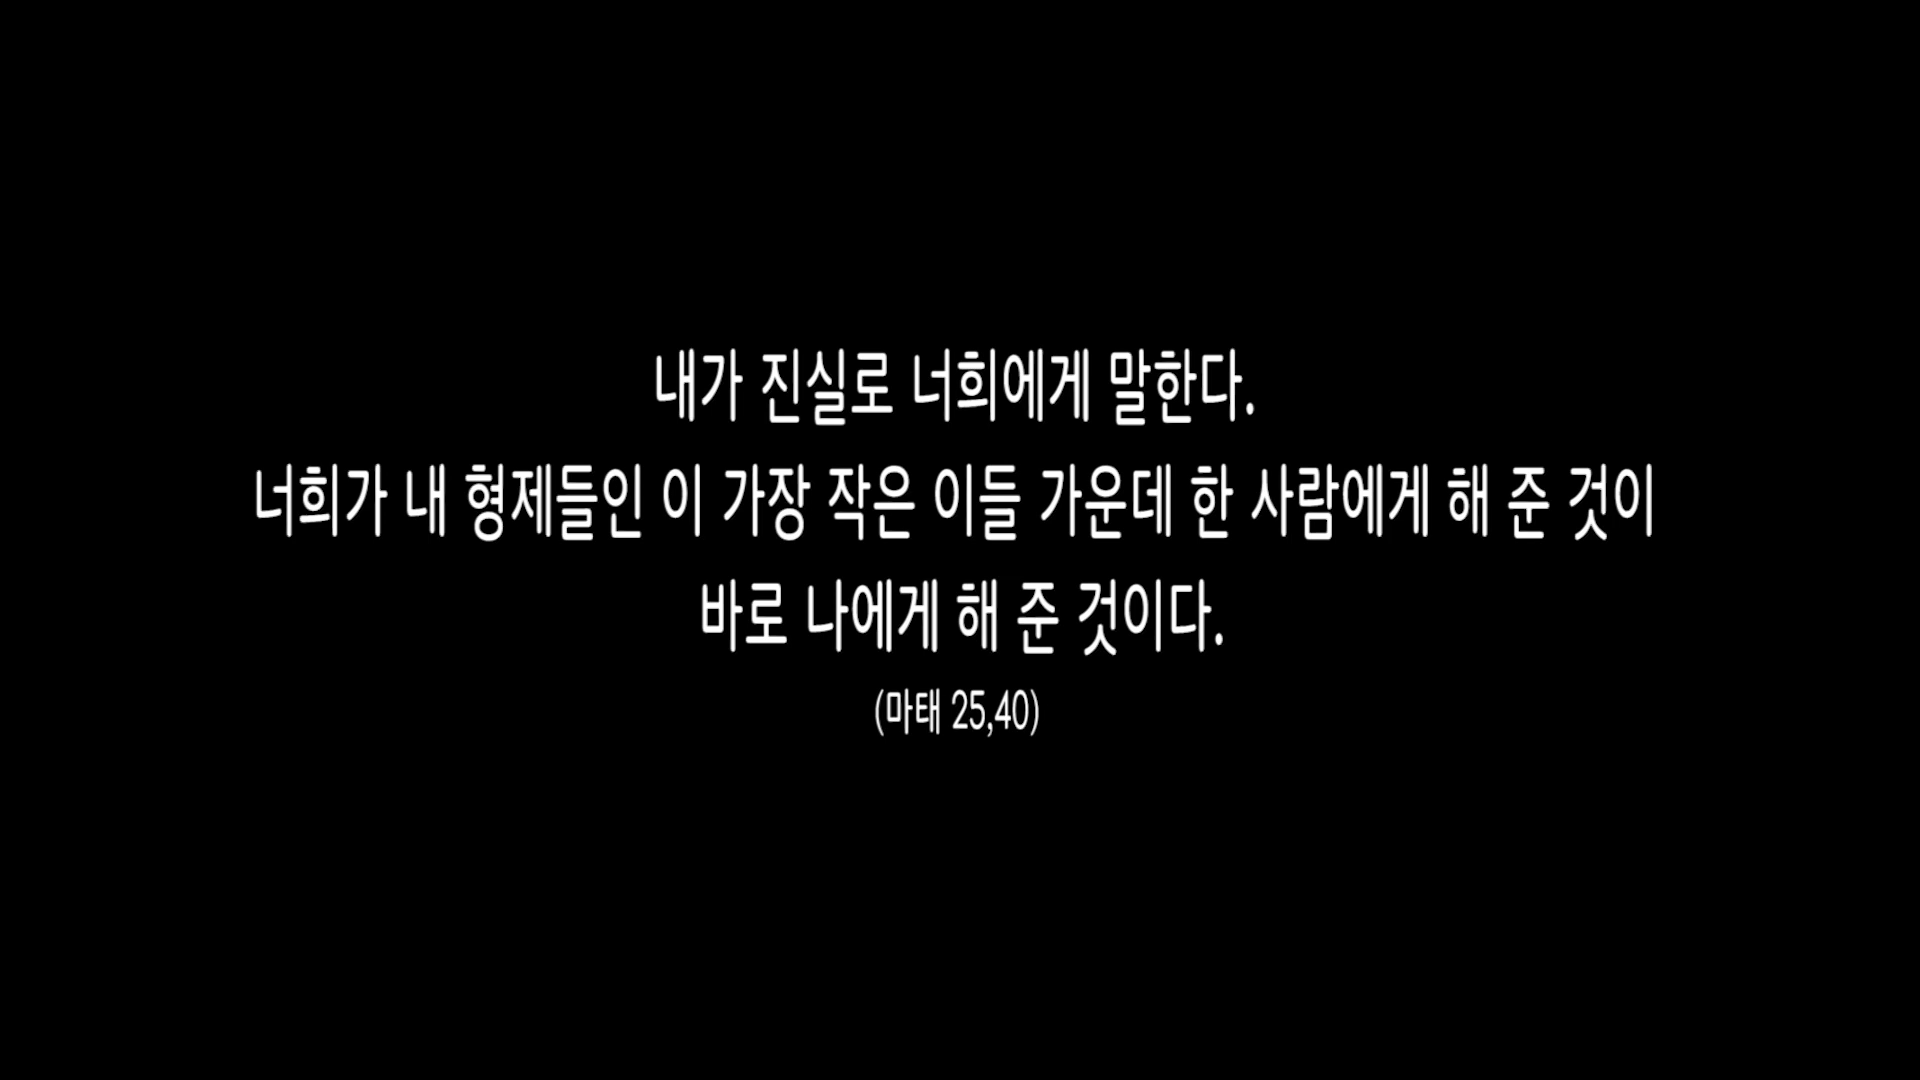 내가 진실로 너희에게 말한다.
너희가 내 형제들인 이 가장 작은 이들 가운데 한 사람에게 해 준 것이
바로 나에게 해 준 것이다.
(마태 25,40)